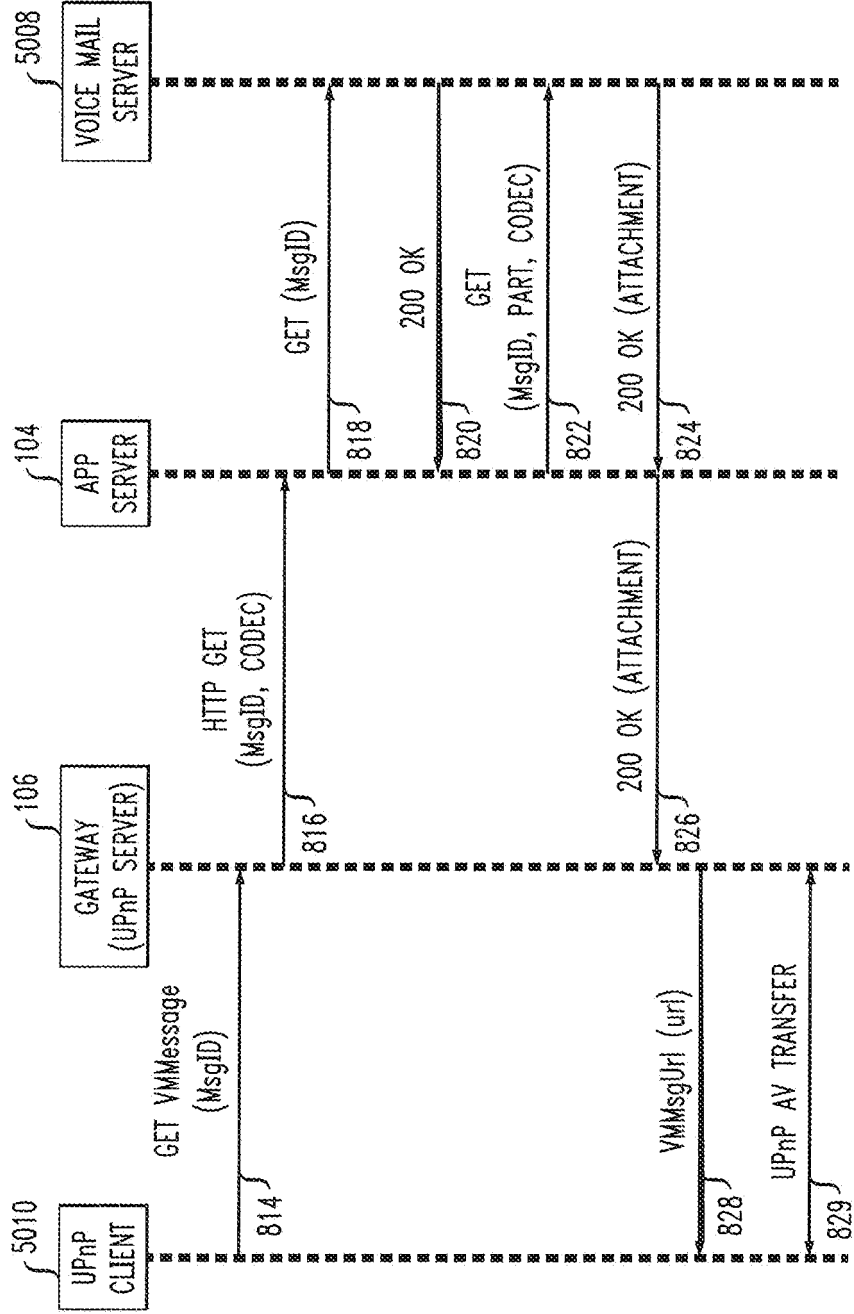 5010
UPnP
CLIENT
106
GATEWAY
(UPnP SERVER)
104
APP
SERVER
5008
VOICE MAIL
SERVER
GET VMMessage
(MsgID)
814
HTTP GET
(MsgID, CODEC)
816
GET (MsgID)
818
200 OK
820
GET
(MsgID, PART, CODEC)
822
200 OK (ATTACHMENT)
824
200 OK (ATTACHMENT)
826
VMMsgUrl (url)
828
UPnP AV TRANSFER
829